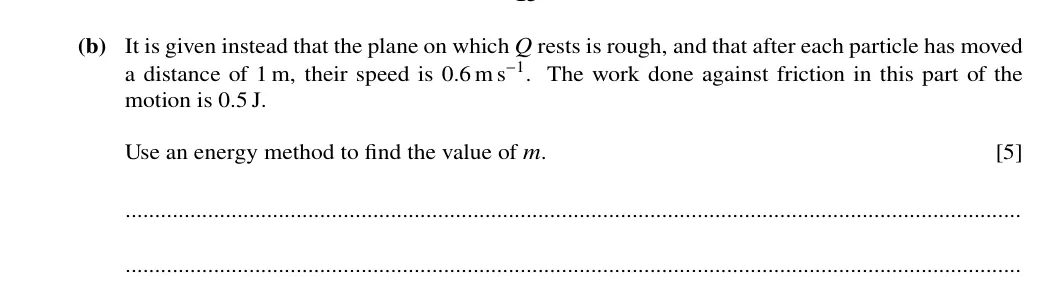 (b) It is given instead that the plane on which Q rests is rough, and that after each particle has moved
a distance of 1 m, their speed is 0.6 m s⁻¹. The work done against friction in this part of the
motion is 0.5 J.
Use an energy method to find the value of m. [5]